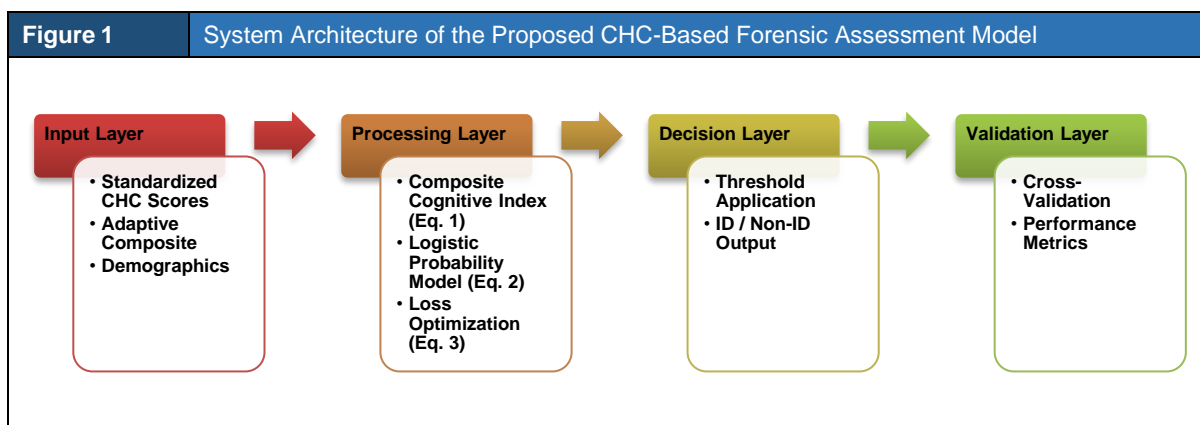 Figure 1
System Architecture of the Proposed CHC-Based Forensic Assessment Model
Input Layer
• Standardized
CHC Scores
• Adaptive
Composite
• Demographics
Processing Layer
• Composite
Cognitive Index
(Eq. 1)
• Logistic
Probability
Model (Eq. 2)
• Loss
Optimization
(Eq. 3)
Decision Layer
• Threshold
Application
• ID / Non-ID
Output
Validation Layer
• Cross-
Validation
• Performance
Metrics